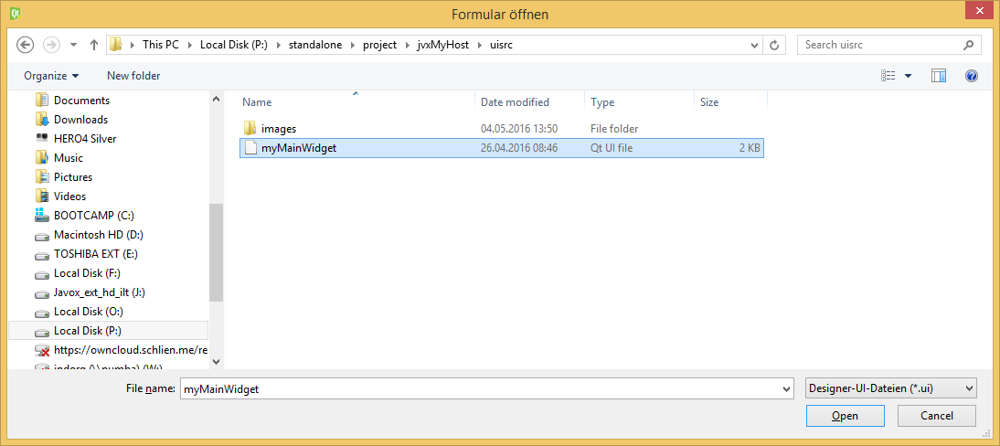 Formular öffnen
This PC Local Disk (P:) standalone project jvxMyHost uisrc
Search uisrc
Organize New folder
Name Date modified Type Size
images 04.05.2016 13:50 File folder
myMainWidget 26.04.2016 08:46 Qt UI file 2 KB
Documents
Downloads
HERO4 Silver
Music
Pictures
Videos
BOOTCAMP (C:)
Macintosh HD (D:)
TOSHIBA EXT (E:)
Local Disk (F:)
Javox_ext_hd_ilt (J:)
Local Disk (O:)
Local Disk (P:)
https://owncloud.schlien.me/re
File name: myMainWidget
Designer-UI-Dateien (*.ui)
Open Cancel